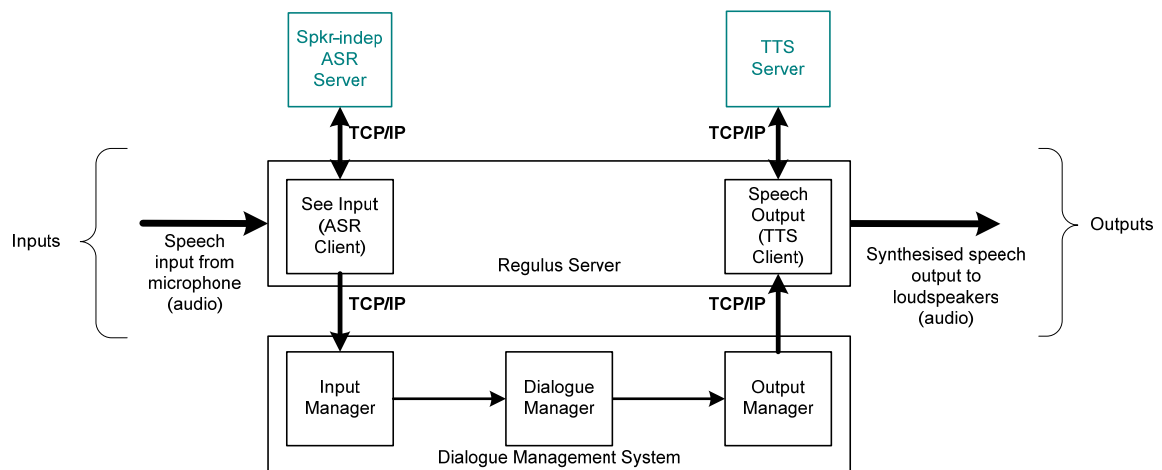 Spkr-indep
ASR
Server
TTS
Server
TCP/IP
TCP/IP
Inputs
Speech
input from
microphone
(audio)
See Input
(ASR
Client)
Regulus Server
Speech
Output
(TTS
Client)
Synthesised speech
output to
loudspeakers
(audio)
Outputs
TCP/IP
TCP/IP
Input
Manager
Dialogue
Manager
Output
Manager
Dialogue Management System